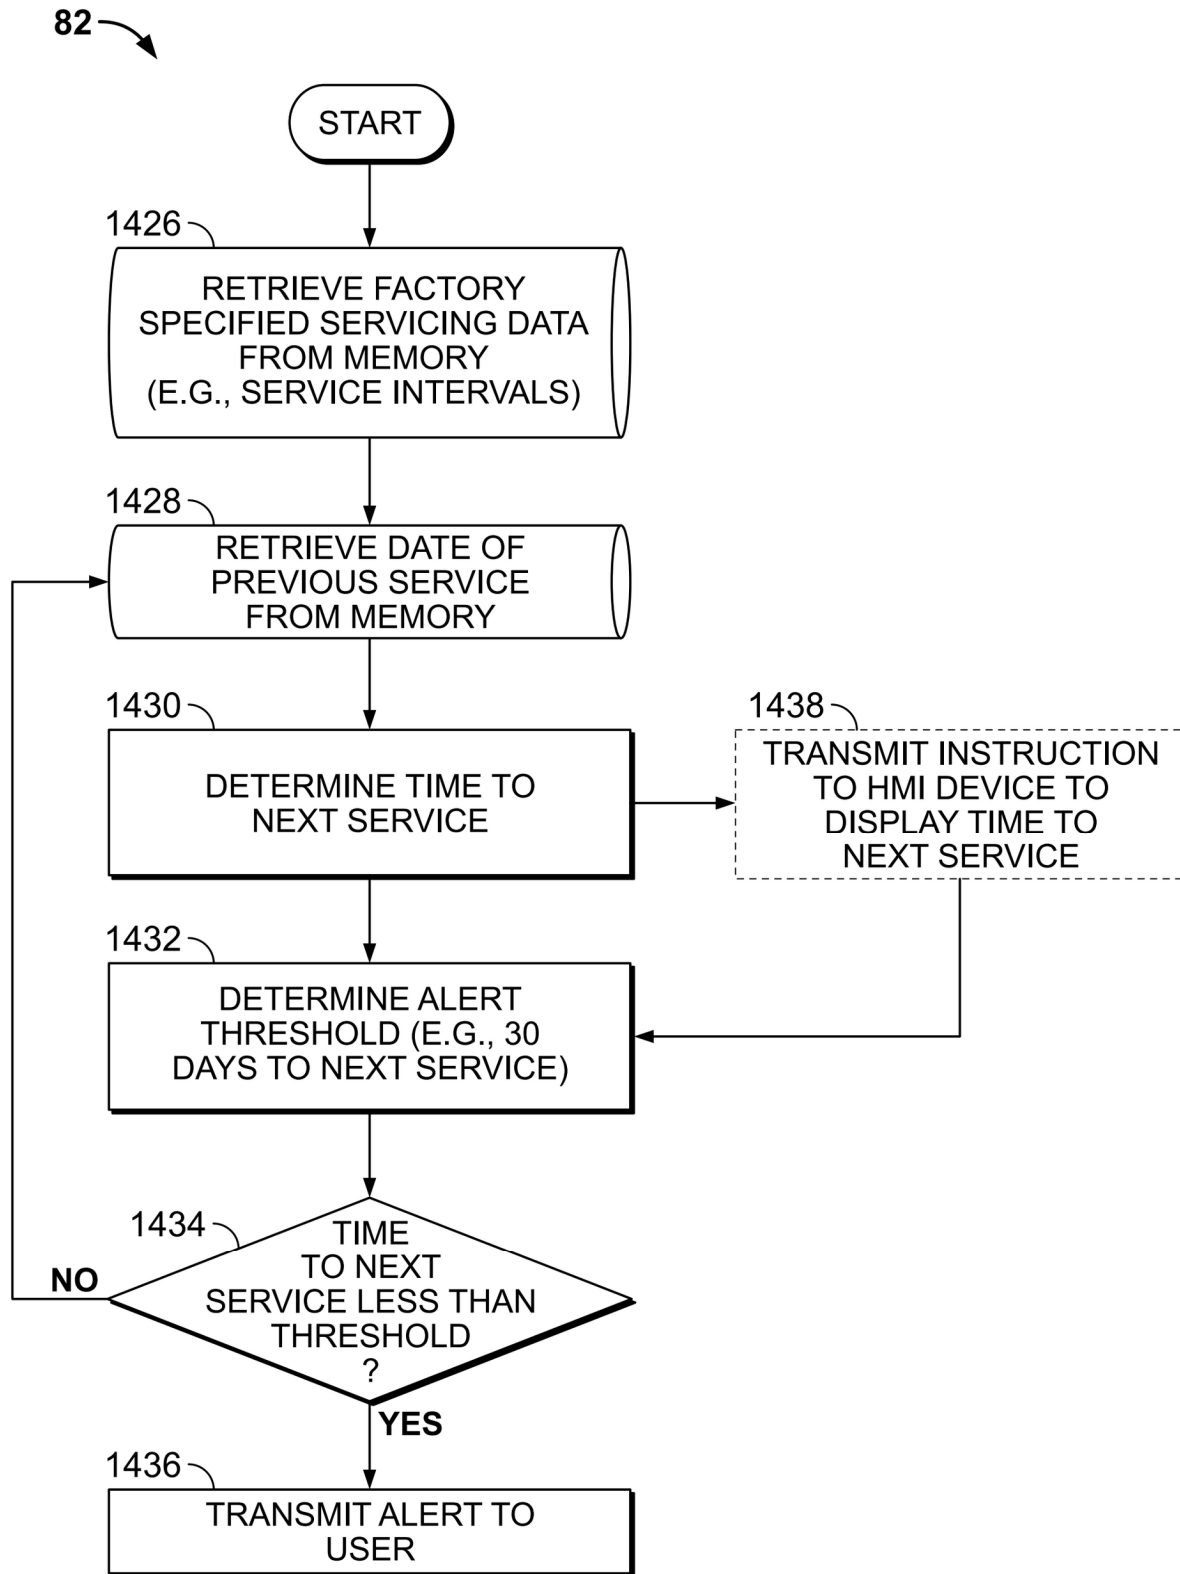 82
START
1426
RETRIEVE FACTORY
SPECIFIED SERVICING DATA
FROM MEMORY
(E.G., SERVICE INTERVALS)
1428
RETRIEVE DATE OF
PREVIOUS SERVICE
FROM MEMORY
1430
DETERMINE TIME TO
NEXT SERVICE
1438
TRANSMIT INSTRUCTION
TO HMI DEVICE TO
DISPLAY TIME TO
NEXT SERVICE
1432
DETERMINE ALERT
THRESHOLD (E.G., 30
DAYS TO NEXT SERVICE)
1434
TIME
TO NEXT
SERVICE LESS THAN
THRESHOLD
?
NO
YES
1436
TRANSMIT ALERT TO
USER